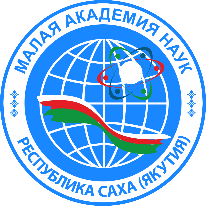 МАЛАЯ АКАДЕМИЯ НАУК
РЕСПУБЛИКА САХА (ЯКУТИЯ)